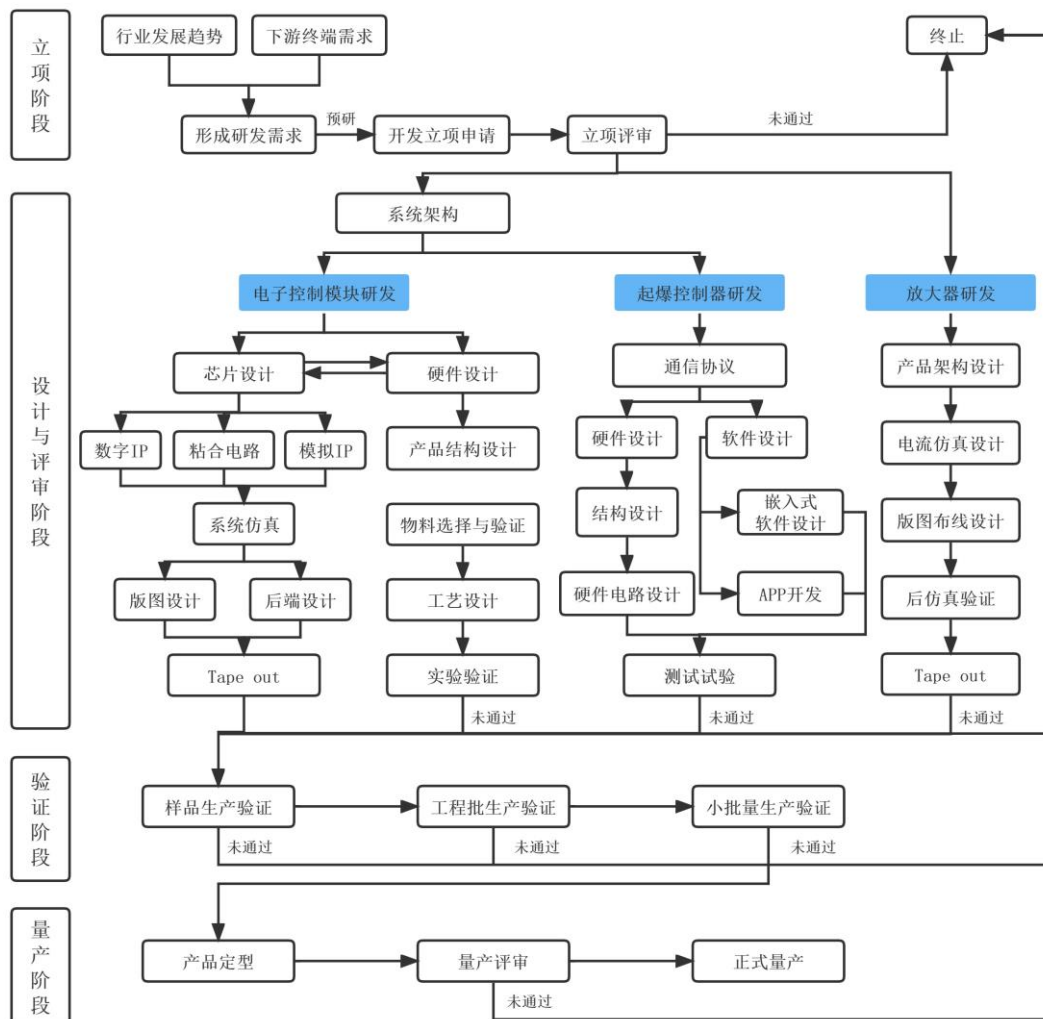 立项阶段
行业发展趋势
下游终端需求
终止
形成研发需求
预研
开发立项申请
立项评审
未通过
设计与评审阶段
系统架构
电子控制模块研发
起爆控制器研发
放大器研发
芯片设计
硬件设计
通信协议
产品架构设计
数字IP
粘合电路
模拟IP
产品结构设计
硬件设计
软件设计
电流仿真设计
系统仿真
物料选择与验证
结构设计
嵌入式
软件设计
版图布线设计
版图设计
后端设计
工艺设计
硬件电路设计
APP开发
后仿真验证
Tape out
实验验证
测试试验
Tape out
未通过
未通过
未通过
验证阶段
样品生产验证
工程批生产验证
小批量生产验证
未通过
未通过
未通过
量产阶段
产品定型
量产评审
正式量产
未通过